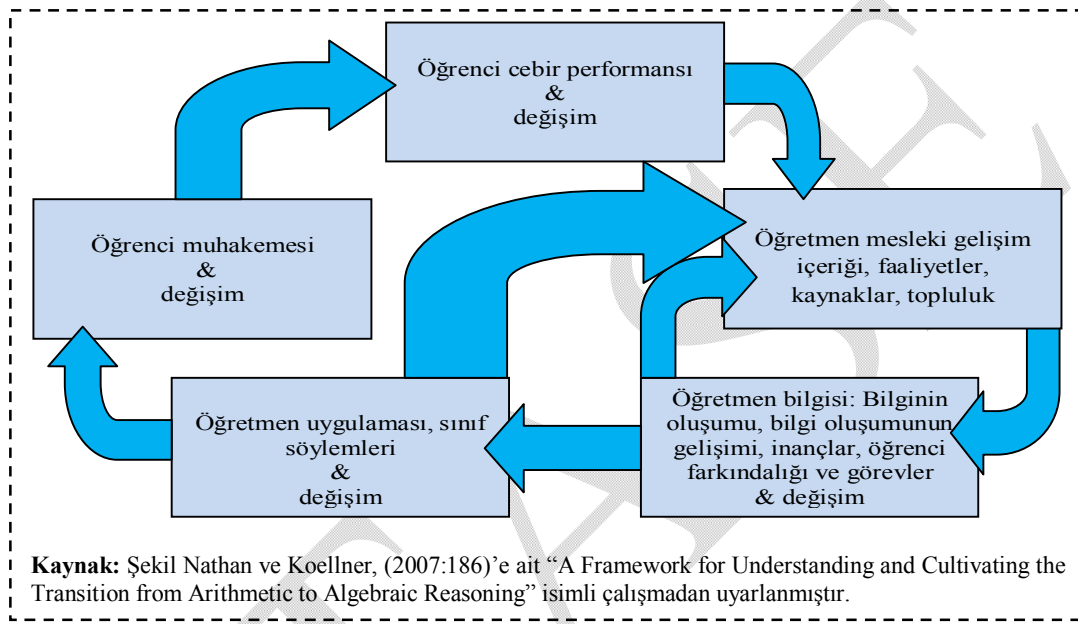 Öğrenci cebir performansı
&
değişim
Öğrenci muhakemesi
&
değişim
Öğretmen mesleki gelişim
içeriği, faaliyetler,
kaynaklar, topluluk
Öğretmen uygulaması, sınıf
söylemleri
&
değişim
Öğretmen bilgisi: Bilginin
oluşumu, bilgi oluşumunun
gelişimi, inançlar, öğrenci
farkındalığı ve görevler
& değişim
Kaynak: Şekil Nathan ve Koellner, (2007:186)’e ait “A Framework for Understanding and Cultivating the
Transition from Arithmetic to Algebraic Reasoning” isimli çalışmadan uyarlanmıştır.